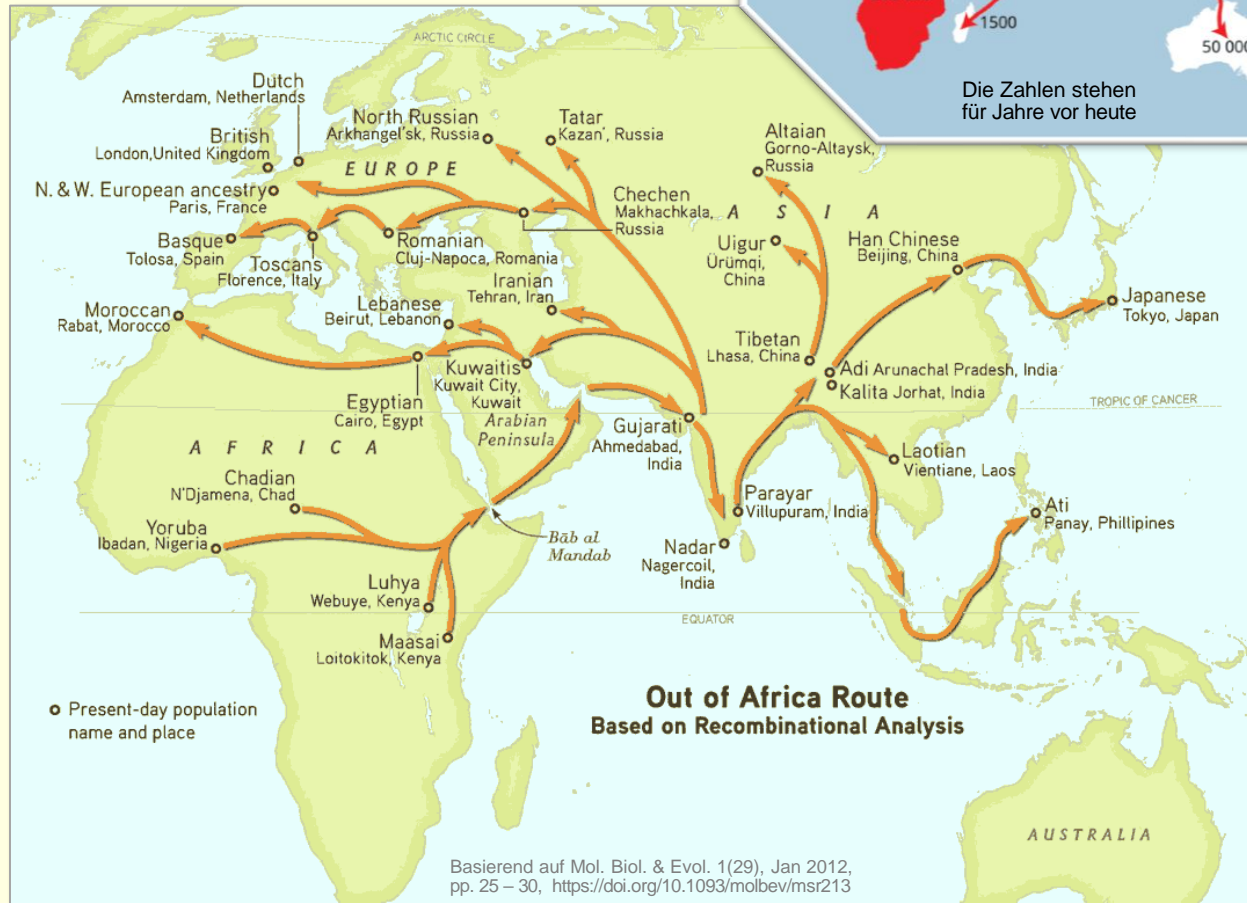 1500
50 000
Die Zahlen stehen
für Jahre vor heute
ARCTIC CIRCLE
Dutch
Amsterdam, Netherlands
British
London,United Kingdom
N. & W. European ancestry
Paris, France
EUROPE
North Russian
Arkhangel'sk, Russia
Tatar
Kazan', Russia
Altaian
Gorno-Altaysk,
Russia
Chechen
Makhachkala,
Russia
ASIA
Basque
Tolosa, Spain
Toscans
Florence, Italy
Romanian
Cluj-Napoca, Romania
Uigur
Ürümqi,
China
Han Chinese
Beijing, China
Iranian
Tehran, Iran
Moroccan
Rabat, Morocco
Lebanese
Beirut, Lebanon
Japanese
Tokyo, Japan
Kuwaitis
Kuwait City,
Kuwait
Tibetan
Lhasa, China
Adi Arunachal Pradesh, India
Kalita Jorhat, India
Egyptian
Cairo, Egypt
Arabian
Peninsula
Gujarati
Ahmedabad,
India
TROPIC OF CANCER
AFRICA
Laotian
Vientiane, Laos
Chadian
N'Djamena, Chad
Parayar
Villupuram, India
Ati
Panay, Phillipines
Yoruba
Ibadan, Nigeria
Bāb al
Mandab
Nadar
Nagercoil,
India
Luhya
Webuye, Kenya
EQUATOR
Maasai
Loitokitok, Kenya
Present-day population
name and place
Out of Africa Route
Based on Recombinational Analysis
AUSTRALIA
Basierend auf Mol. Biol. & Evol. 1(29), Jan 2012,
pp. 25 – 30, https://doi.org/10.1093/molbev/msr213